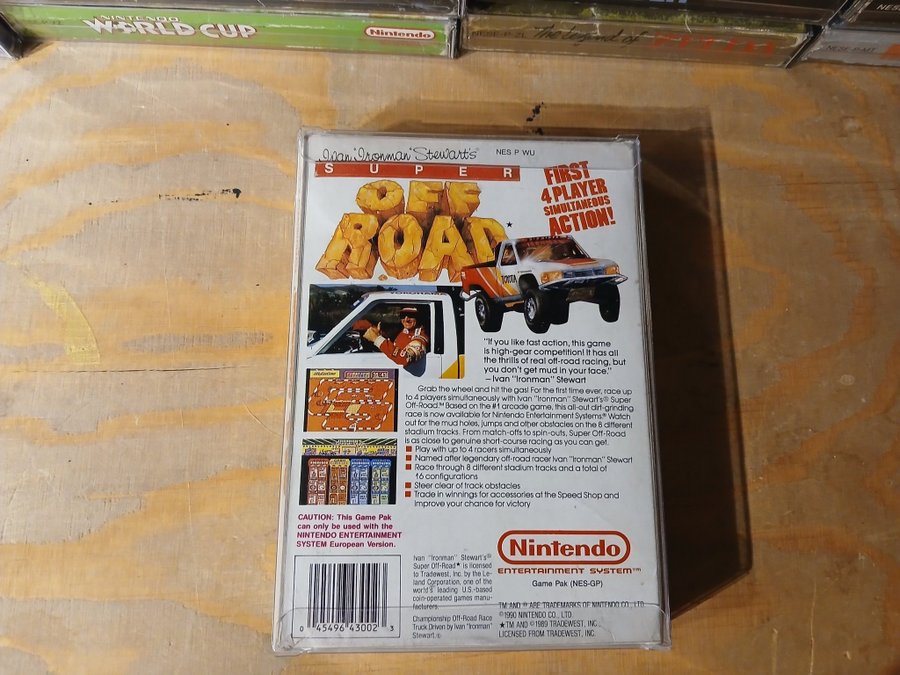 NINTENDO
WORLD CUP
Nintendo
The Legend of
ZELDA
Ivan "Ironman" Stewart's
NES P WU
SUPER
OFF
ROAD★
FIRST
4 PLAYER
SIMULTANEOUS
ACTION!
TOYOTA
"If you like fast action, this game
is high-gear competition! It has all
the thrills of real off-road racing, but
you don't get mud in your face."
– Ivan "Ironman" Stewart
Grab the wheel and hit the gas! For the first time ever, race up
to 4 players simultaneously with Ivan "Ironman" Stewart's® Super
Off-Road.™ Based on the #1 arcade game, this all-out dirt-grinding
race is now available for Nintendo Entertainment Systems.® Watch
out for the mud holes, jumps and other obstacles on the 8 different
stadium tracks. From match-offs to spin-outs, Super Off-Road
is as close to genuine short-course racing as you can get.
■ Play with up to 4 racers simultaneously
■ Named after legendary off-road racer Ivan "Ironman" Stewart
■ Race through 8 different stadium tracks and a total of
16 configurations
■ Steer clear of track obstacles
■ Trade in winnings for accessories at the Speed Shop and
improve your chance for victory
CAUTION: This Game Pak
can only be used with the
NINTENDO ENTERTAINMENT
SYSTEM European Version.
0 45496 43002 3
Ivan "Ironman" Stewart's®
Super Off-Road★ is licensed
to Tradewest, Inc. by the Le-
land Corporation, one of the
world's leading U.S.-based
coin-operated games manu-
facturers.
Championship Off-Road Race
Truck Driven by Ivan "Ironman"
Stewart.®
Nintendo
ENTERTAINMENT SYSTEM™
Game Pak (NES-GP)
TM AND ® ARE TRADEMARKS OF NINTENDO CO., LTD.
©1990 NINTENDO CO., LTD.
★TM AND ©1989 TRADEWEST, INC.
LICENSED FROM TRADEWEST, INC.